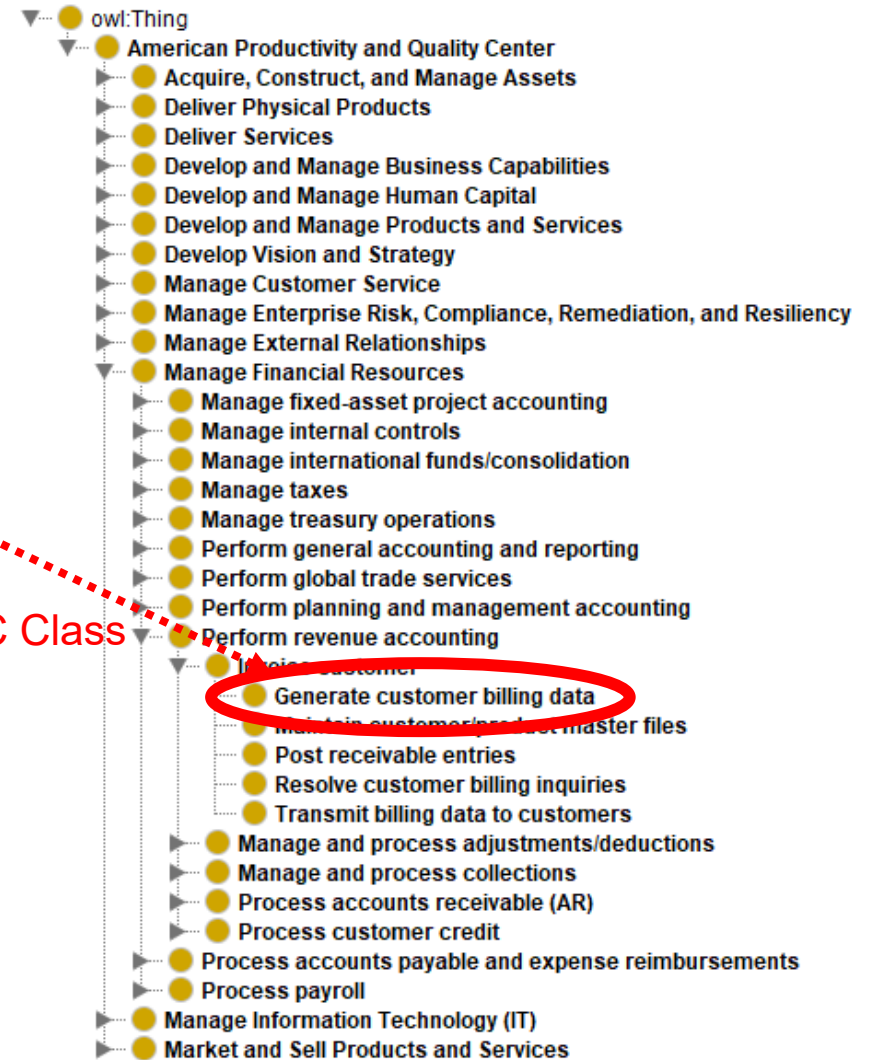 owl:Thing
American Productivity and Quality Center
Acquire, Construct, and Manage Assets
Deliver Physical Products
Deliver Services
Develop and Manage Business Capabilities
Develop and Manage Human Capital
Develop and Manage Products and Services
Develop Vision and Strategy
Manage Customer Service
Manage Enterprise Risk, Compliance, Remediation, and Resiliency
Manage External Relationships
Manage Financial Resources
Manage fixed-asset project accounting
Manage internal controls
Manage international funds/consolidation
Manage taxes
Manage treasury operations
Perform general accounting and reporting
Perform global trade services
Perform planning and management accounting
C Class Perform revenue accounting
Invoice customer
Generate customer billing data
Maintain customer/product master files
Post receivable entries
Resolve customer billing inquiries
Transmit billing data to customers
Manage and process adjustments/deductions
Manage and process collections
Process accounts receivable (AR)
Process customer credit
Process accounts payable and expense reimbursements
Process payroll
Manage Information Technology (IT)
Market and Sell Products and Services